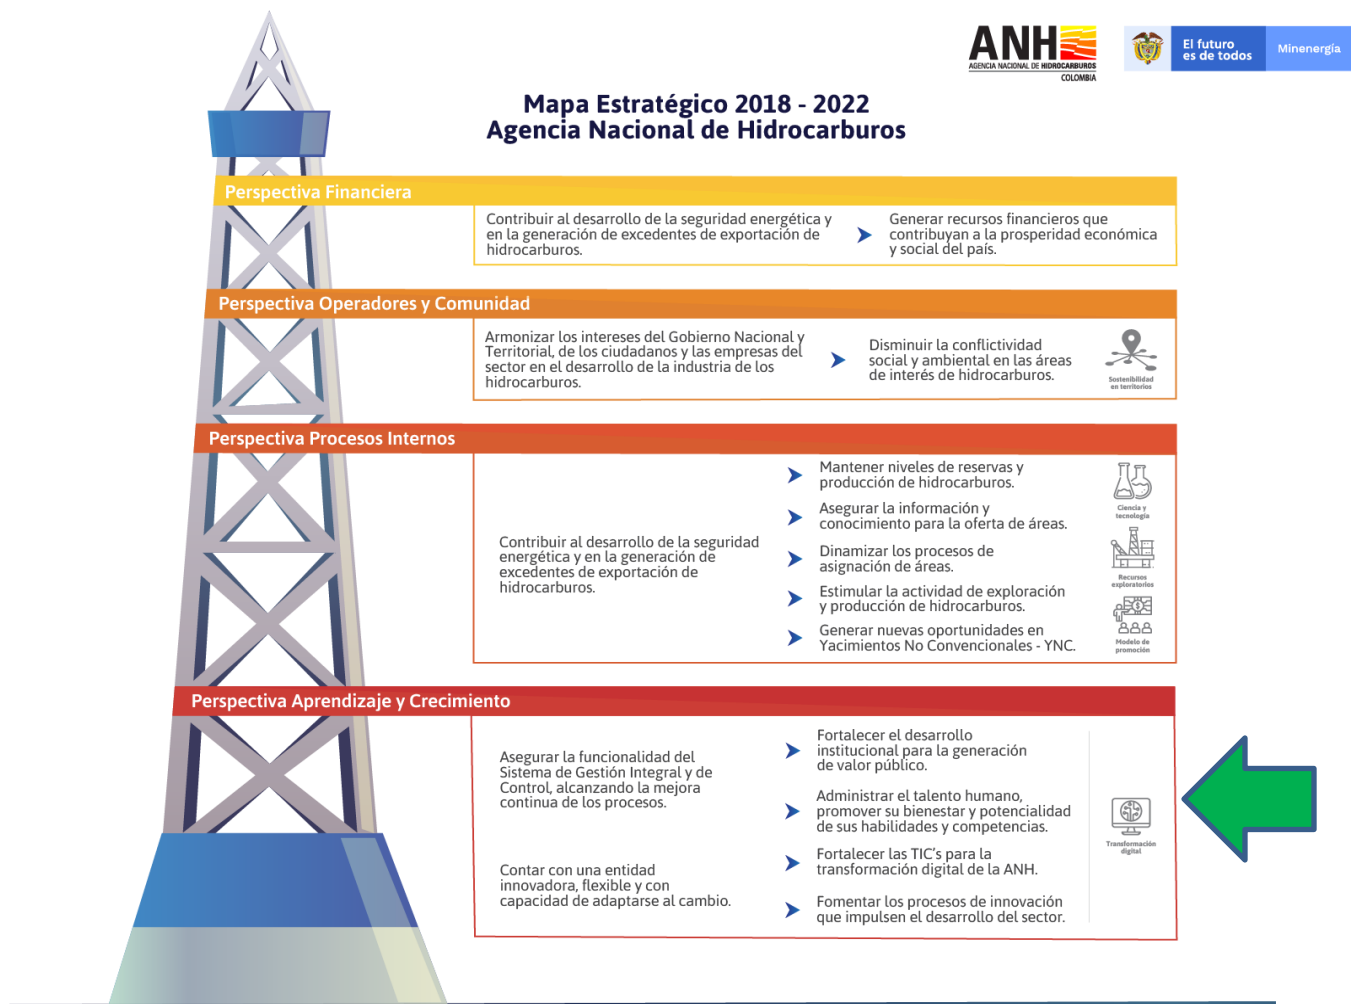 ANH
AGENCIA NACIONAL DE HIDROCARBUROS
COLOMBIA
El futuro
es de todos
Minenergía
Mapa Estratégico 2018 - 2022
Agencia Nacional de Hidrocarburos
Perspectiva Financiera
Contribuir al desarrollo de la seguridad energética y
en la generación de excedentes de exportación de
hidrocarburos.
Generar recursos financieros que
contribuyan a la prosperidad económica
y social del país.
Perspectiva Operadores y Comunidad
Armonizar los intereses del Gobierno Nacional y
Territorial, de los ciudadanos y las empresas del
sector en el desarrollo de la industria de los
hidrocarburos.
Disminuir la conflictividad
social y ambiental en las áreas
de interés de hidrocarburos.
Sostenibilidad
en territorios
Perspectiva Procesos Internos
Contribuir al desarrollo de la seguridad
energética y en la generación de
excedentes de exportación de
hidrocarburos.
Mantener niveles de reservas y
producción de hidrocarburos.
Asegurar la información y
conocimiento para la oferta de áreas.
Dinamizar los procesos de
asignación de áreas.
Estimular la actividad de exploración
y producción de hidrocarburos.
Generar nuevas oportunidades en
Yacimientos No Convencionales - YNC.
Ciencia y
tecnología
Recursos
exploratorios
Modelo de
promoción
Perspectiva Aprendizaje y Crecimiento
Asegurar la funcionalidad del
Sistema de Gestión Integral y de
Control, alcanzando la mejora
continua de los procesos.
Contar con una entidad
innovadora, flexible y con
capacidad de adaptarse al cambio.
Fortalecer el desarrollo
institucional para la generación
de valor público.
Administrar el talento humano,
promover su bienestar y potencialidad
de sus habilidades y competencias.
Fortalecer las TIC's para la
transformación digital de la ANH.
Fomentar los procesos de innovación
que impulsen el desarrollo del sector.
Transformación
digital